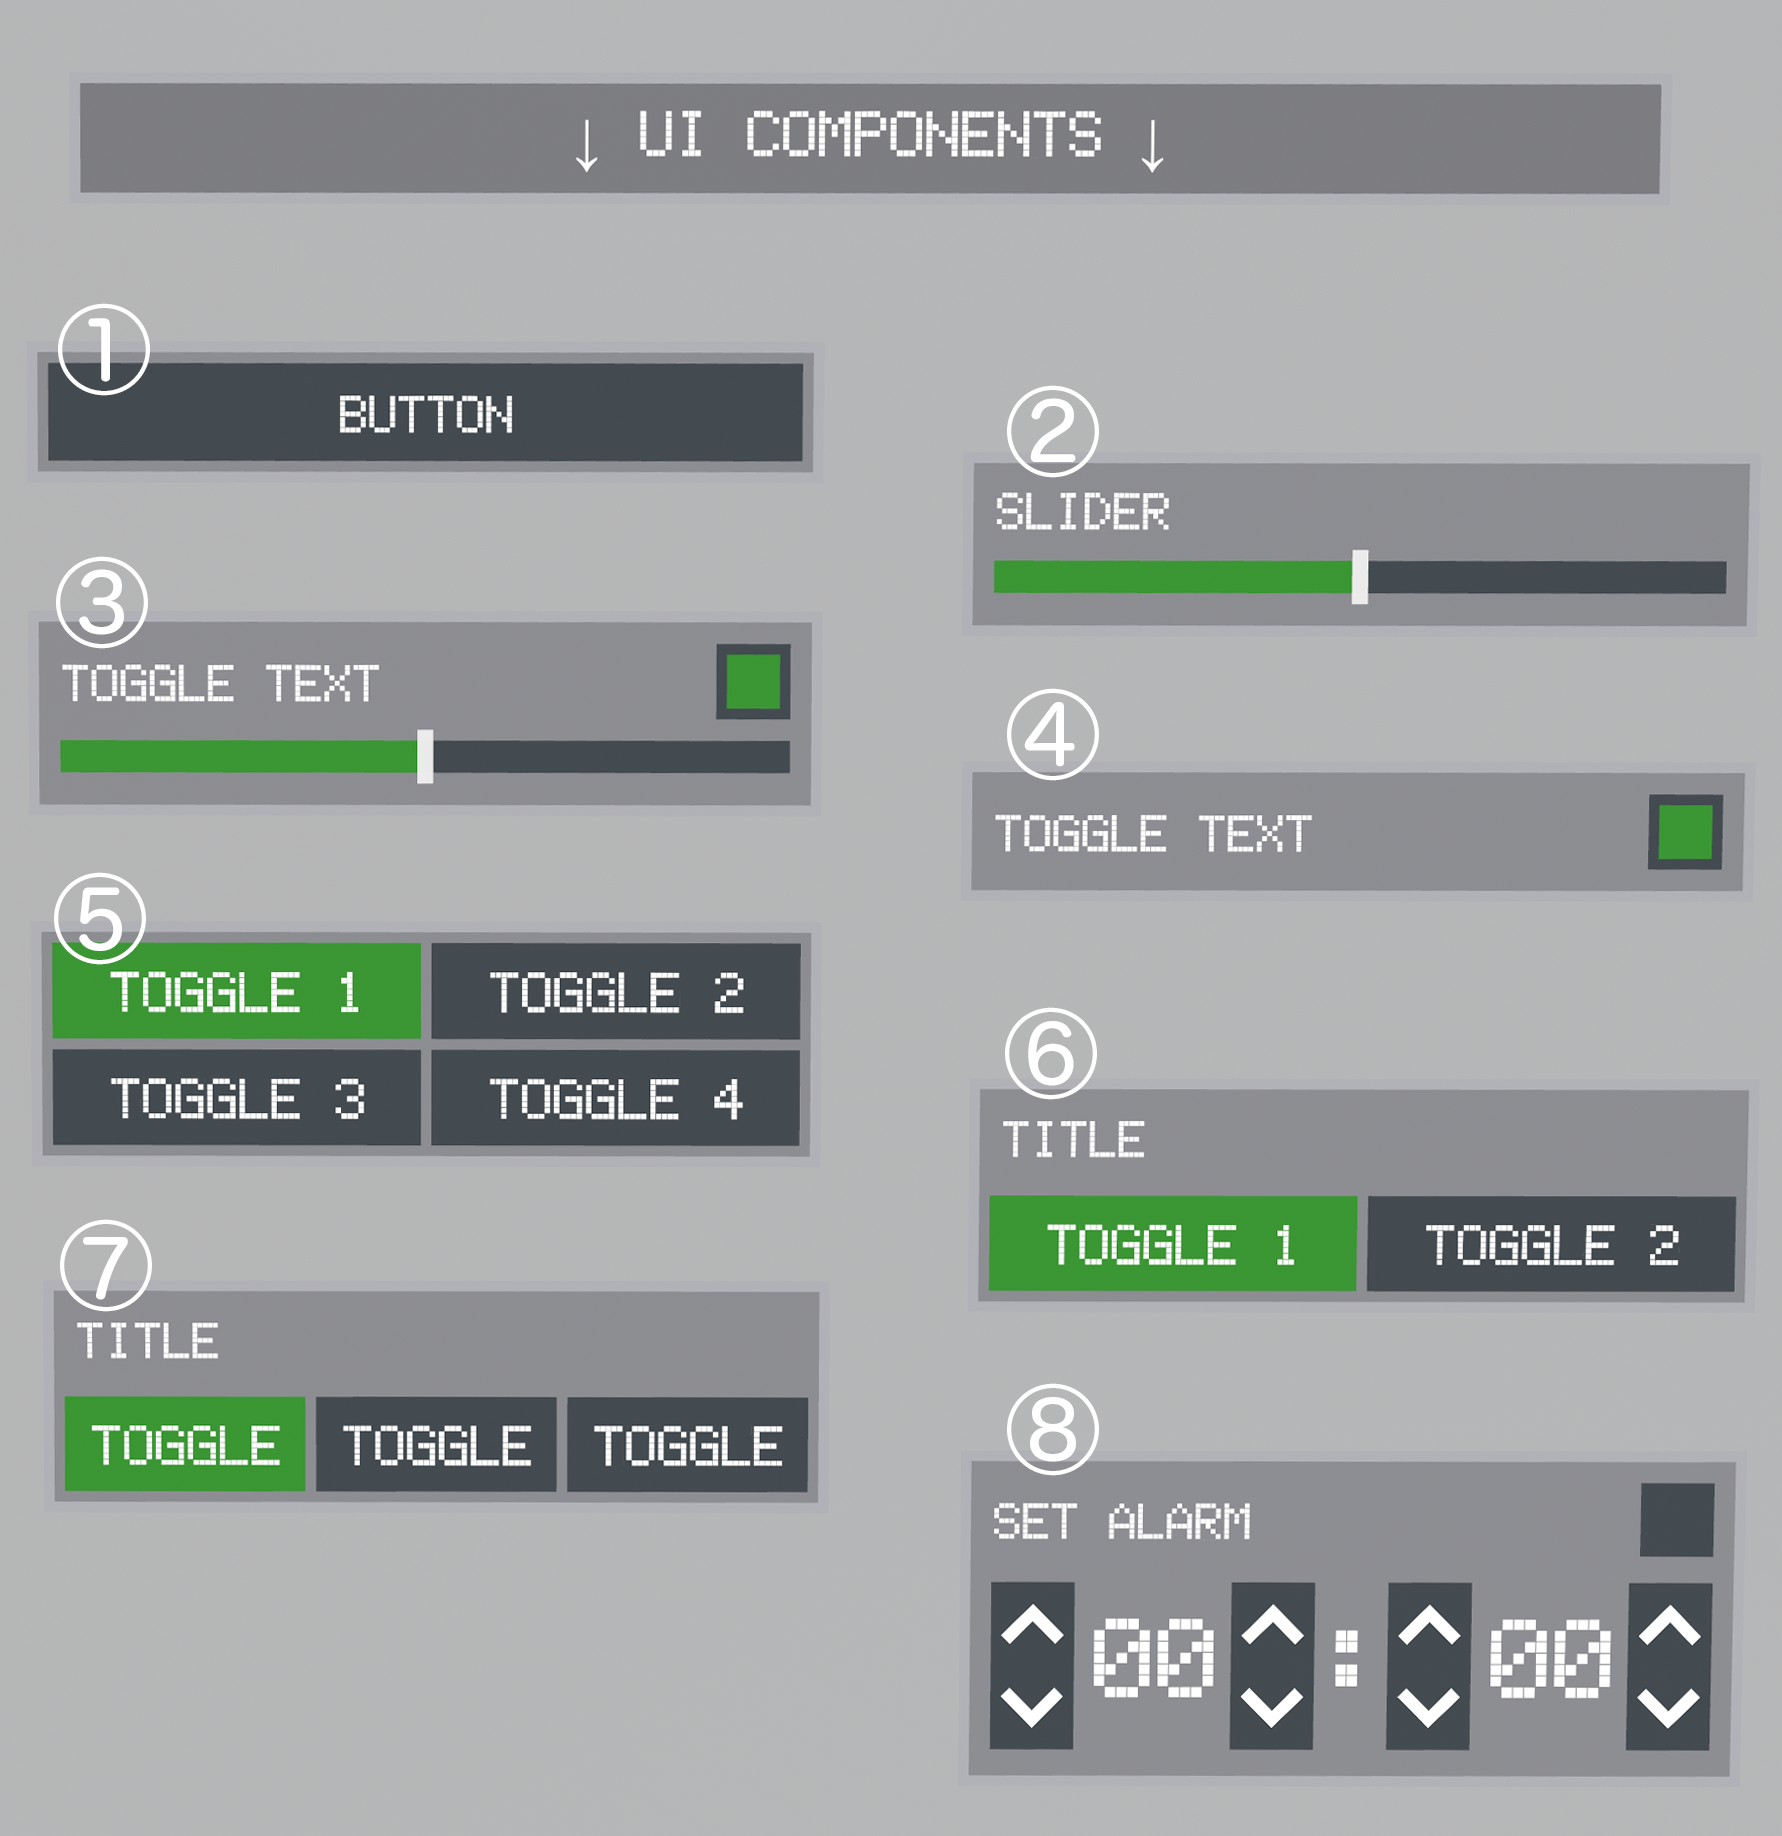 ↓ UI COMPONENTS ↓
①
BUTTON
②
SLIDER
③
TOGGLE TEXT
④
TOGGLE TEXT
⑤
TOGGLE 1 TOGGLE 2
TOGGLE 3 TOGGLE 4
⑥
TITLE
TOGGLE 1 TOGGLE 2
⑦
TITLE
TOGGLE TOGGLE TOGGLE
⑧
SET ALARM
00 : 00